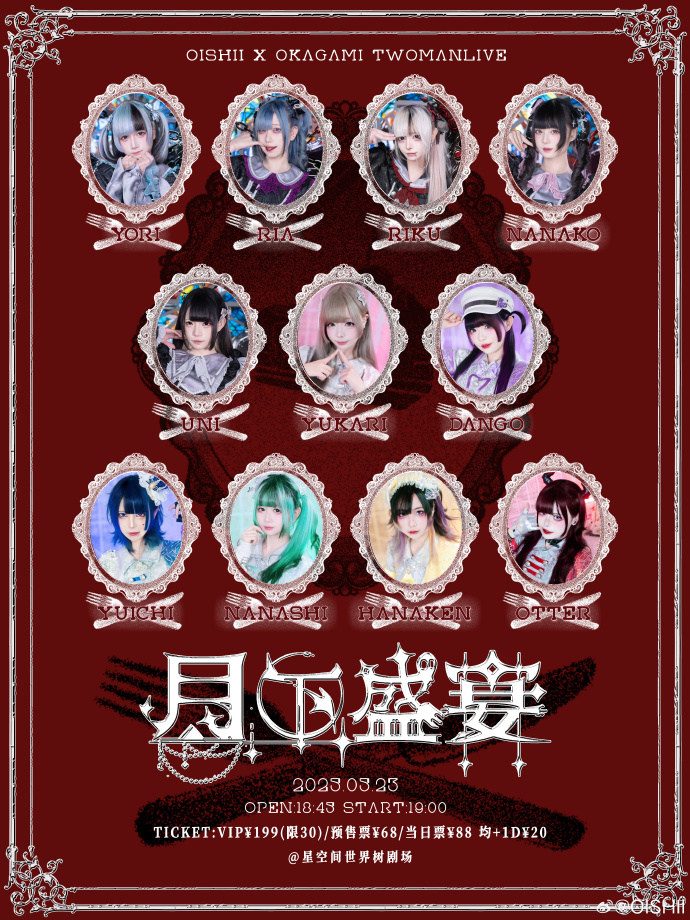 OISHII X OKAGAMI TWOMANLIVE
YORI
RIA
RIKU
NANAKO
UNI
YUKARI
DANGO
YUICHI
NANASHI
HANAKEN
OTTER
月下盛宴
2025.05.25
OPEN:18:45 START:19:00
TICKET:VIP¥199(限30)/预售票¥68/当日票¥88 均+1D¥20
@星空间世界树剧场
@OISHII